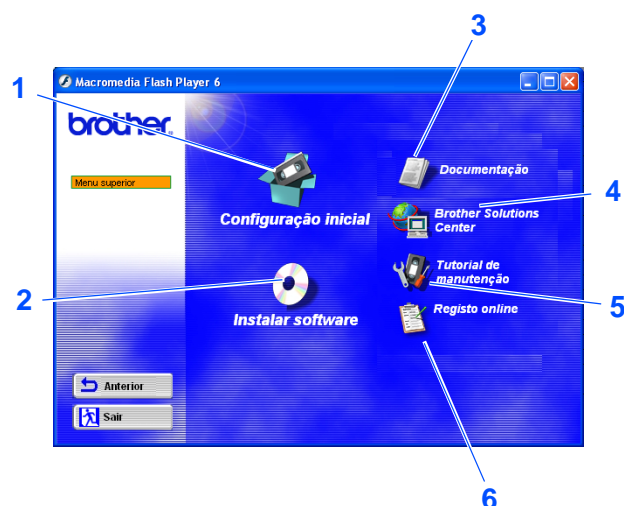 3
1
Macromedia Flash Player 6
brother.
Menu superior
Documentação
4
Configuração inicial
Brother Solutions
Center
2
Tutorial de
manutenção
5
Instalar software
Registo online
Anterior
Sair
6